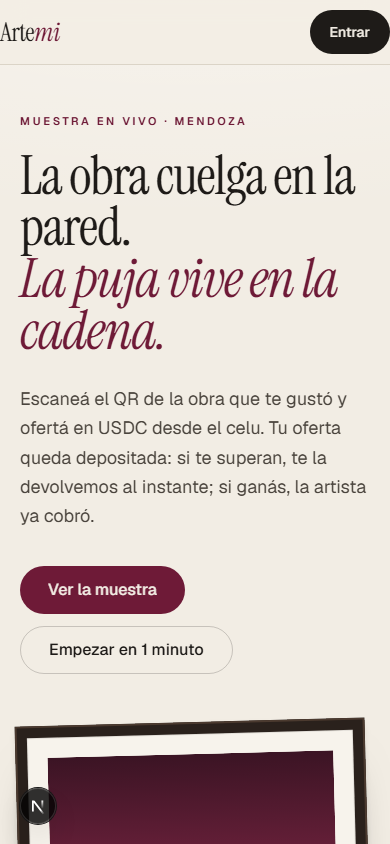 Artemi
Entrar
MUESTRA EN VIVO · MENDOZA
La obra cuelga en la
pared.
La puja vive en la
cadena.
Escaneá el QR de la obra que te gustó y
ofertá en USDC desde el celu. Tu oferta
queda depositada: si te superan, te la
devolvemos al instante; si ganás, la artista
ya cobró.
Ver la muestra
Empezar en 1 minuto
N